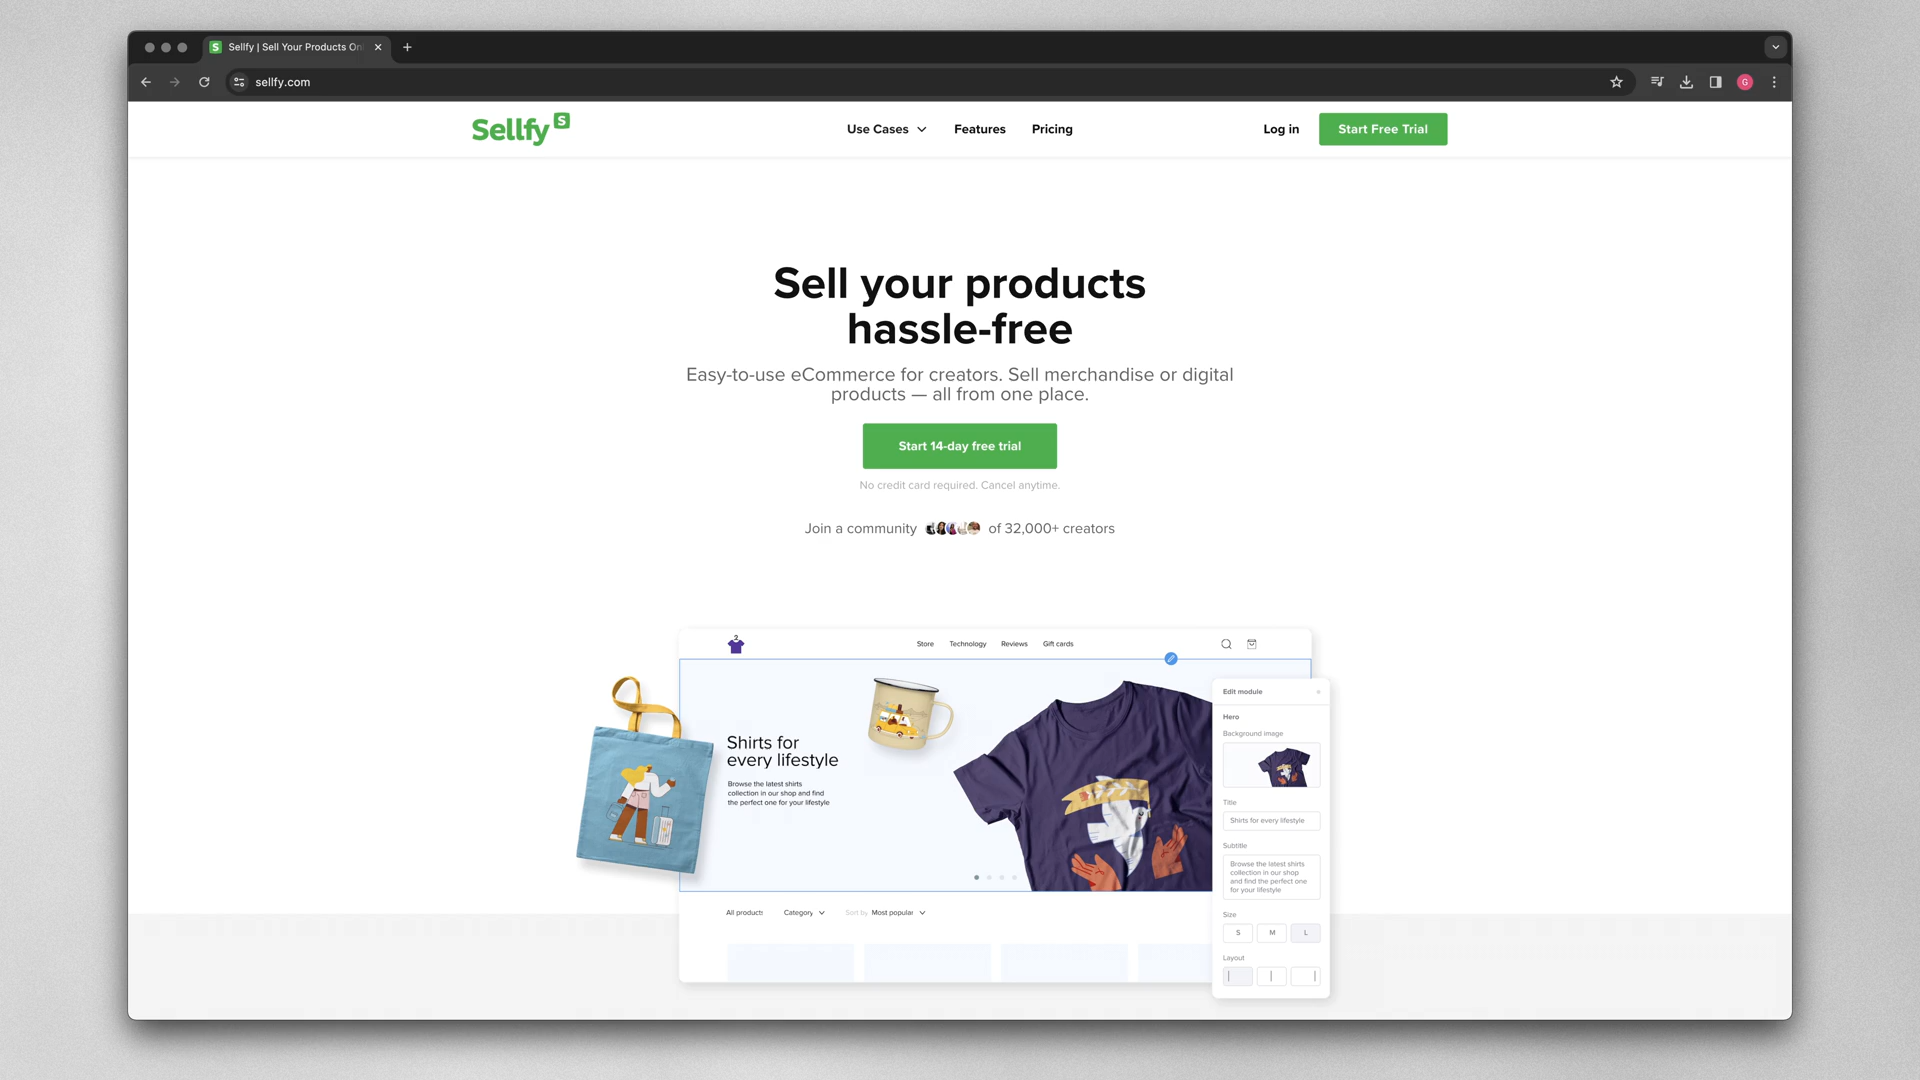 Sellfy | Sell Your Products On
sellfy.com
G
Sellfy S
Use Cases
Features
Pricing
Log in
Start Free Trial
Sell your products
hassle-free
Easy-to-use eCommerce for creators. Sell merchandise or digital
products — all from one place.
Start 14-day free trial
No credit card required. Cancel anytime.
Join a community of 32,000+ creators
Store
Technology
Reviews
Gift cards
Shirts for
every lifestyle
Browse the latest shirts
collection in our shop and find
the perfect one for your lifestyle
All products
Category
Sort by Most popular
Edit module
Hero
Background image
Title
Shirts for every lifestyle
Subtitle
Browse the latest shirts
collection in our shop
and find the perfect one
for your lifestyle
Size
S
M
L
Layout